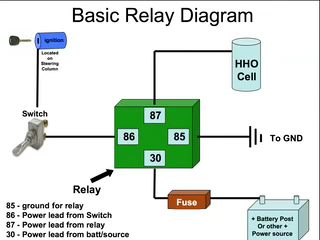 Basic Relay Diagram
ignition
Located
on
Steering
Column
HHO
Cell
Switch
87
86
85
30
To GND
Relay
Fuse
85 - ground for relay
86 - Power lead from Switch
87 - Power lead from relay
30 - Power lead from batt/source
+ Battery Post
Or other +
Power source